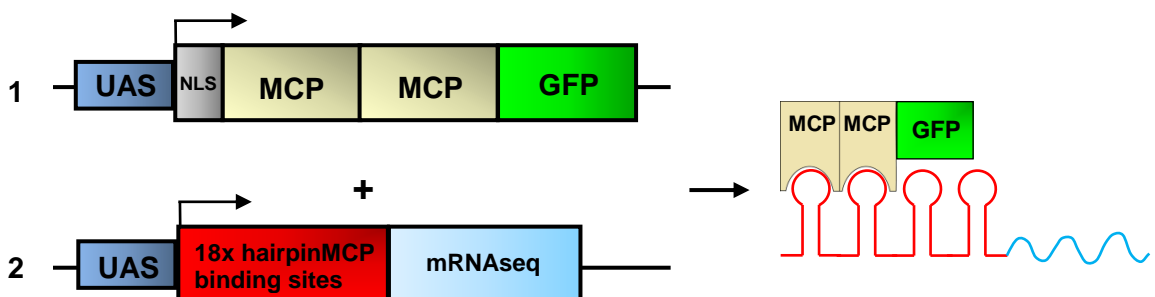 1
UAS NLS MCP MCP GFP
MCP MCP GFP
+
2
UAS 18x hairpinMCP
binding sites mRNAseq